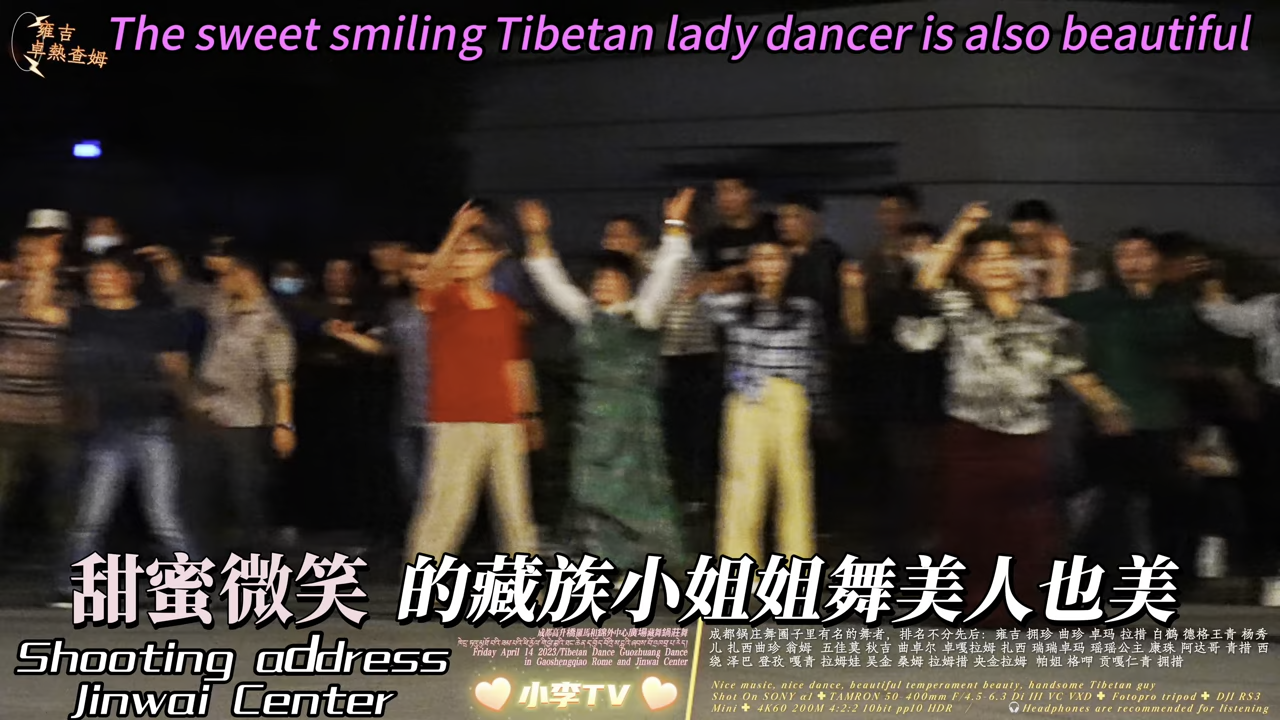 雍吉
卓熱查姆
The sweet smiling Tibetan lady dancer is also beautiful
甜蜜微笑 的藏族小姐姐舞美人也美
Shooting address
Jinwai Center
Friday April 14 2023/Tibetan Dance Guozhuang Dance
in Gaoshengqiao Rome and Jinwai Center
小李TV
成都锅庄舞圈子里有名的舞者，排名不分先后：雍吉 拥珍 曲珍 卓玛 拉措 白鹤 德格王青 杨秀
儿 扎西曲珍 翁姆 五佳莫 秋吉 曲卓尔 卓嘎拉姆 扎西 瑞瑞卓玛 瑶瑶公主 康珠 阿达哥 青措 西
绕 泽巴 登孜 嘎青 拉姆娃 吴金 桑姆 拉姆措 央金拉姆 帕姐 格呷 贡嘎仁青 拥措
Nice music, nice dance, beautiful temperament beauty, handsome Tibetan guy
Shot On SONY α1 ✚ TAMRON 50-400mm F/4.5-6.3 Di III VC VXD ✚ Fotopro tripod ✚ DJI RS3
Mini ✚ 4K60 200M 4:2:2 10bit pp10 HDR / 🎧Headphones are recommended for listening